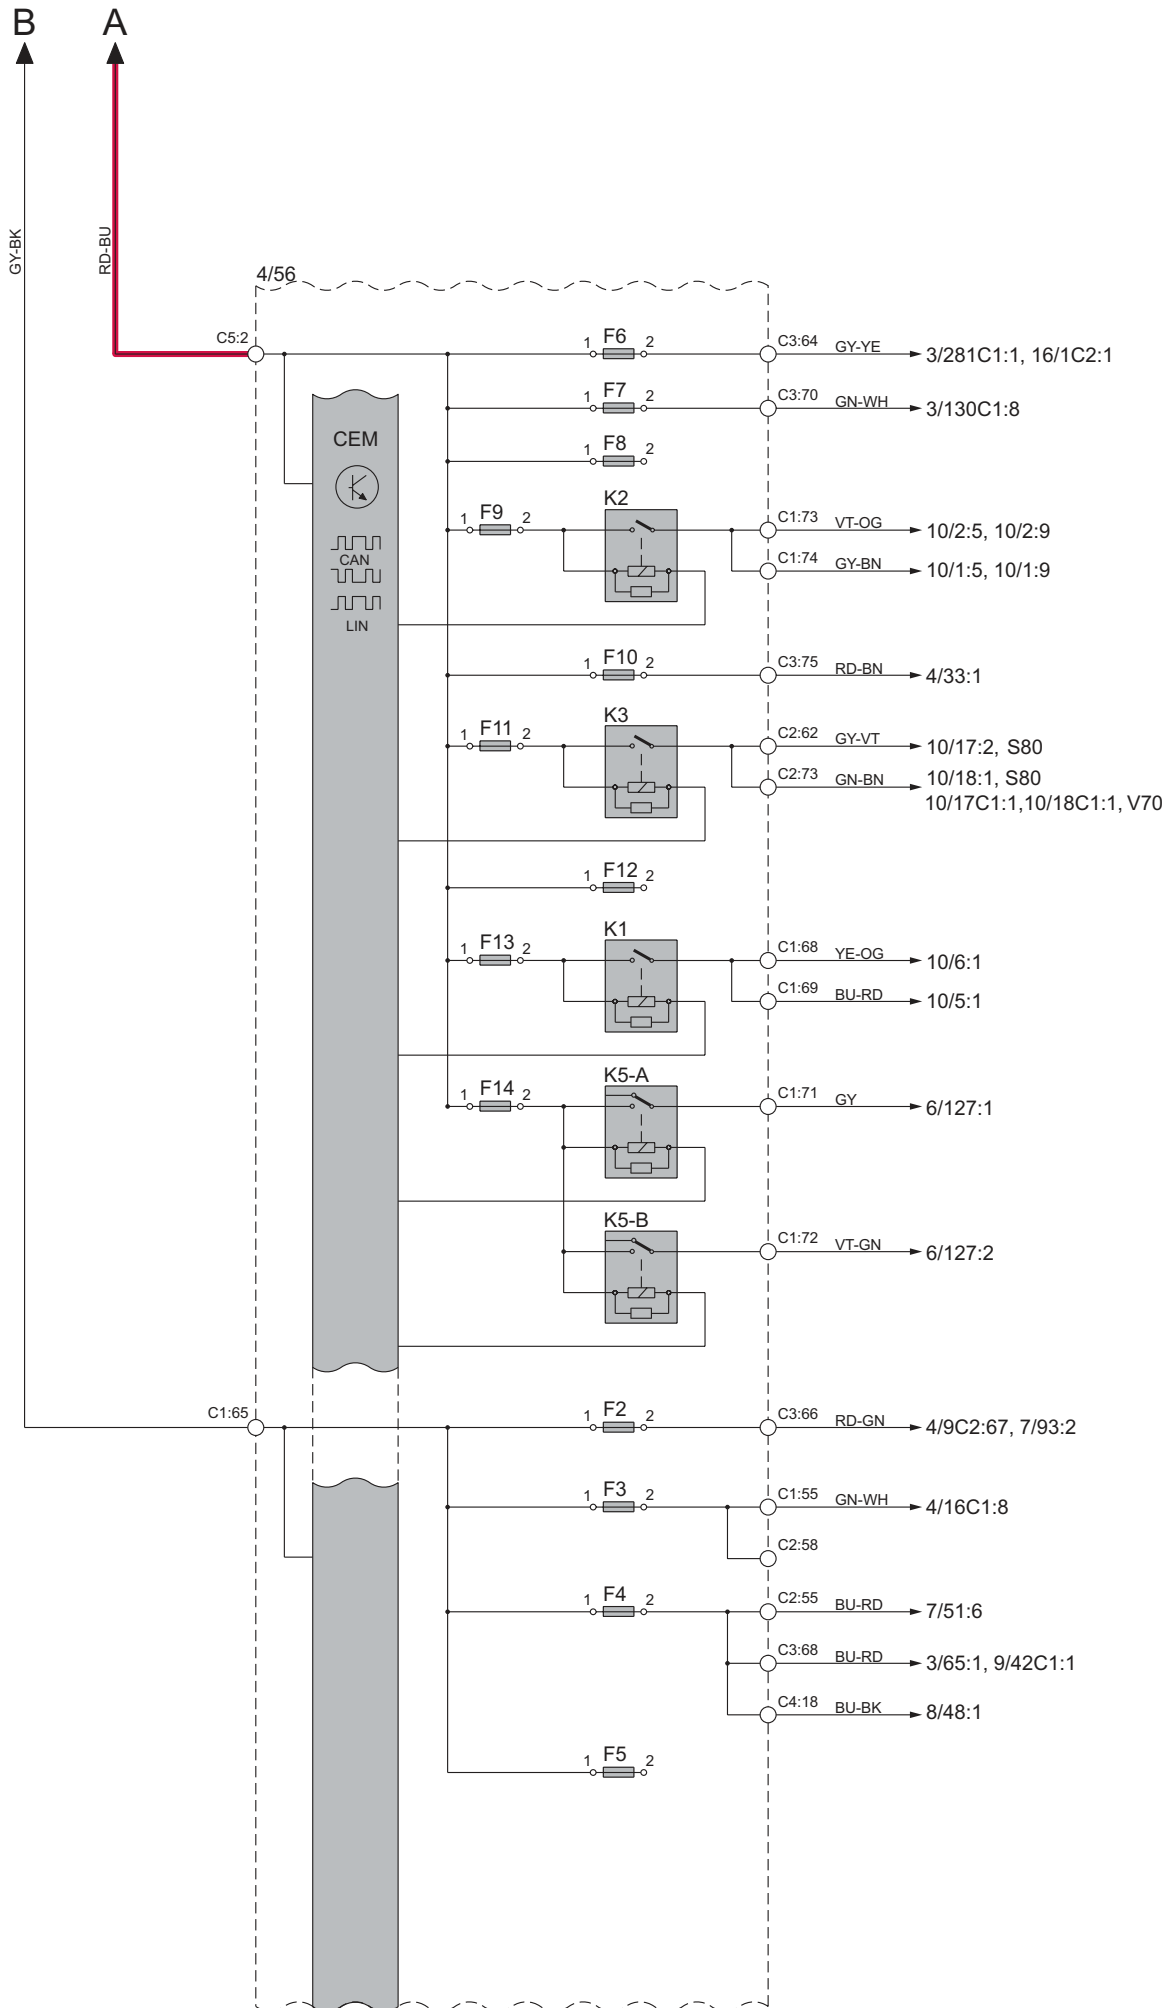 B A
GY-BK
RD-BU
4/56
C5:2 1 F6 2 C3:64 GY-YE 3/281C1:1, 16/1C2:1
1 F7 2 C3:70 GN-WH 3/130C1:8
CEM
1 F8 2
1 F9 2 K2 C1:73 VT-OG 10/2:5, 10/2:9
CAN
C1:74 GY-BN 10/1:5, 10/1:9
LIN
1 F10 2 C3:75 RD-BN 4/33:1
1 F11 2 K3 C2:62 GY-VT 10/17:2, S80
C2:73 GN-BN 10/18:1, S80
10/17C1:1,10/18C1:1, V70
1 F12 2
1 F13 2 K1 C1:68 YE-OG 10/6:1
C1:69 BU-RD 10/5:1
1 F14 2 K5-A C1:71 GY 6/127:1
K5-B C1:72 VT-GN 6/127:2
C1:65 1 F2 2 C3:66 RD-GN 4/9C2:67, 7/93:2
1 F3 2 C1:55 GN-WH 4/16C1:8
C2:58
1 F4 2 C2:55 BU-RD 7/51:6
C3:68 BU-RD 3/65:1, 9/42C1:1
C4:18 BU-BK 8/48:1
1 F5 2